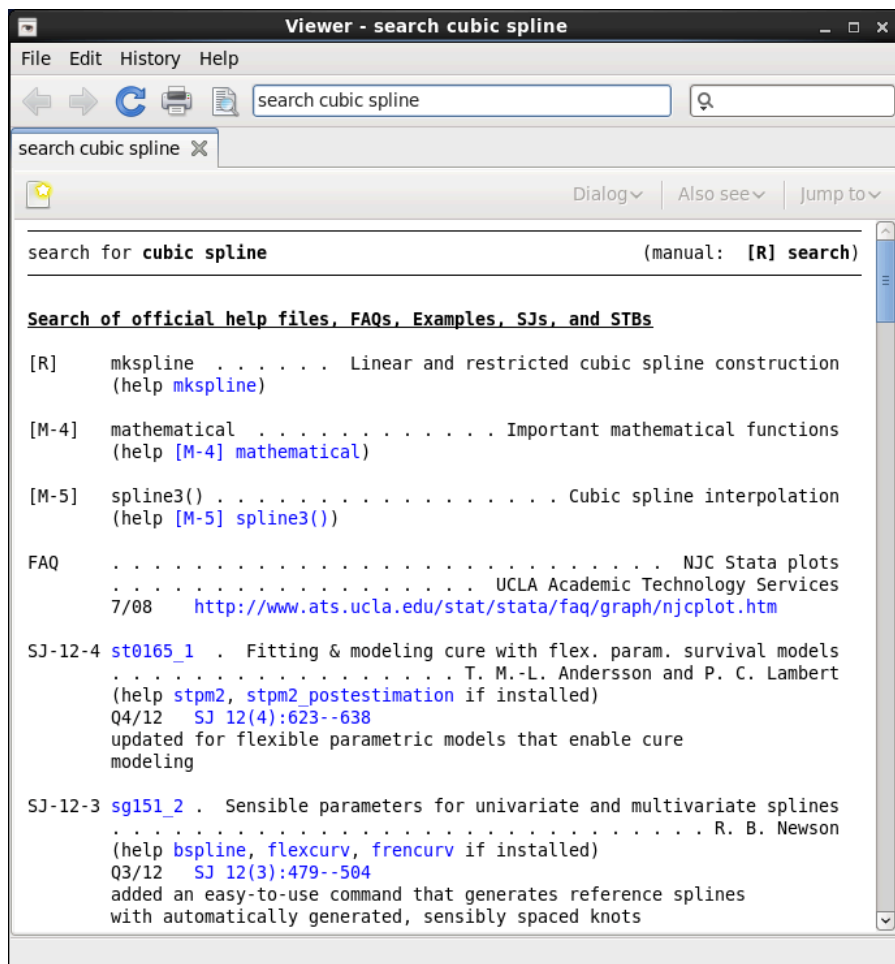 Viewer - search cubic spline
File Edit History Help
search cubic spline
search cubic spline
Dialog Also see Jump to
search for cubic spline (manual: [R] search)
Search of official help files, FAQs, Examples, SJs, and STBs
[R] mkspline . . . . . . Linear and restricted cubic spline construction
(help mkspline)
[M-4] mathematical . . . . . . . . . . . . Important mathematical functions
(help [M-4] mathematical)
[M-5] spline3() . . . . . . . . . . . . . . . . . Cubic spline interpolation
(help [M-5] spline3())
FAQ . . . . . . . . . . . . . . . . . . . . . . . . . . . NJC Stata plots
. . . . . . . . . . . . . . . . . . UCLA Academic Technology Services
7/08 http://www.ats.ucla.edu/stat/stata/faq/graph/njcplot.htm
SJ-12-4 st0165_1 . Fitting & modeling cure with flex. param. survival models
. . . . . . . . . . . . . . . . . T. M.-L. Andersson and P. C. Lambert
(help stpm2, stpm2_postestimation if installed)
Q4/12 SJ 12(4):623--638
updated for flexible parametric models that enable cure
modeling
SJ-12-3 sg151_2 . Sensible parameters for univariate and multivariate splines
. . . . . . . . . . . . . . . . . . . . . . . . . . . . . R. B. Newson
(help bspline, flexcurv, frencurv if installed)
Q3/12 SJ 12(3):479--504
added an easy-to-use command that generates reference splines
with automatically generated, sensibly spaced knots